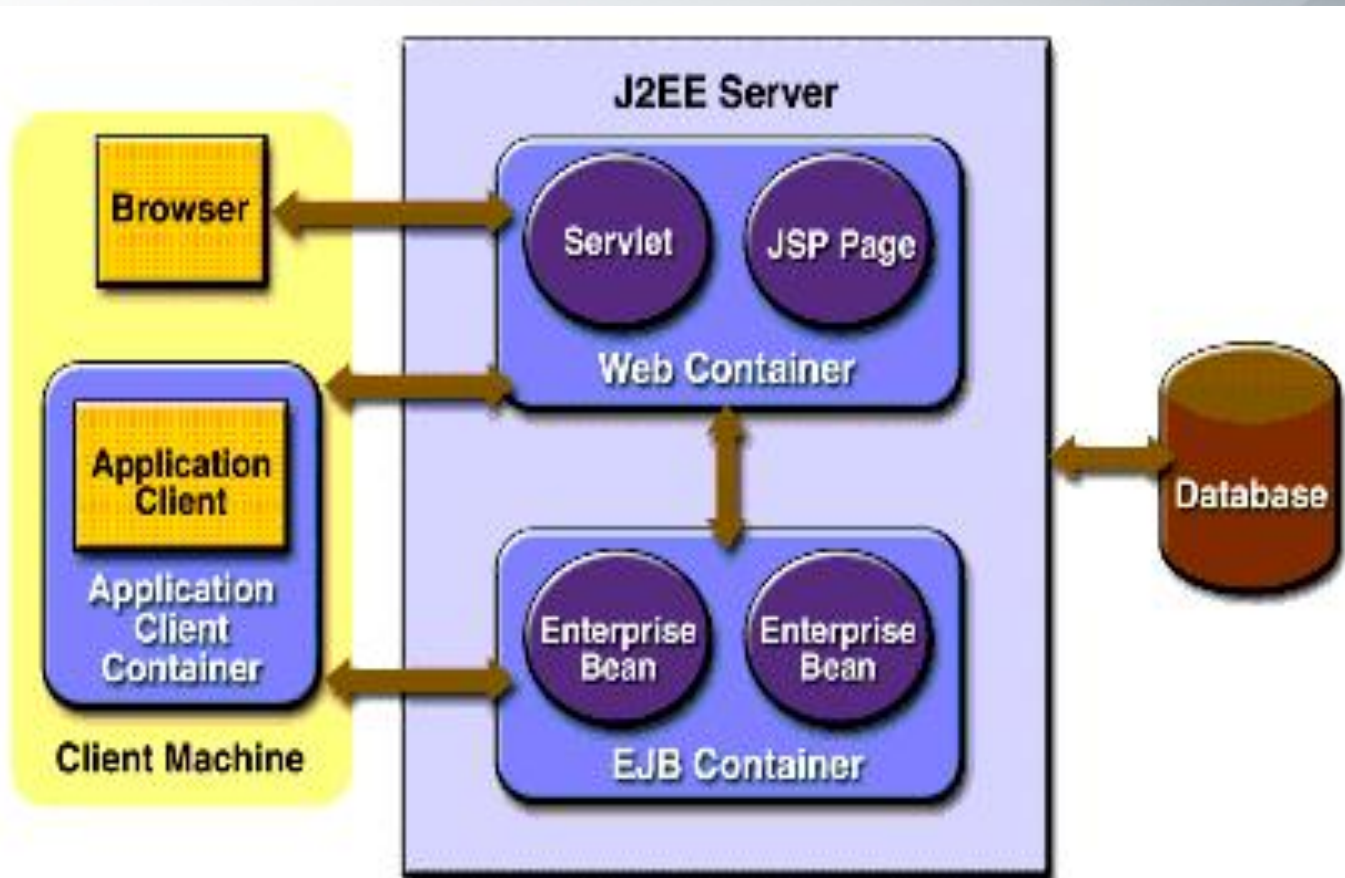 J2EE Server
Browser
Servlet
JSP Page
Web Container
Application
Client
Application
Client
Container
Client Machine
Enterprise
Bean
Enterprise
Bean
EJB Container
Database